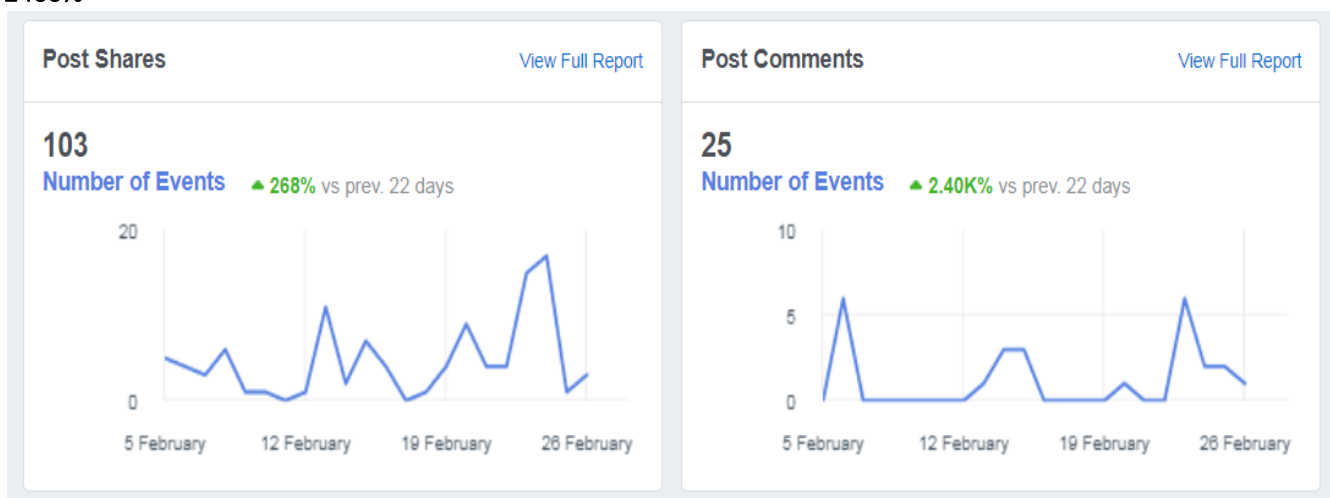 Post Shares
View Full Report
103
Number of Events
268% vs prev. 22 days
20
0
5 February
12 February
19 February
26 February
Post Comments
View Full Report
25
Number of Events
2.40K% vs prev. 22 days
10
5
0
5 February
12 February
19 February
26 February